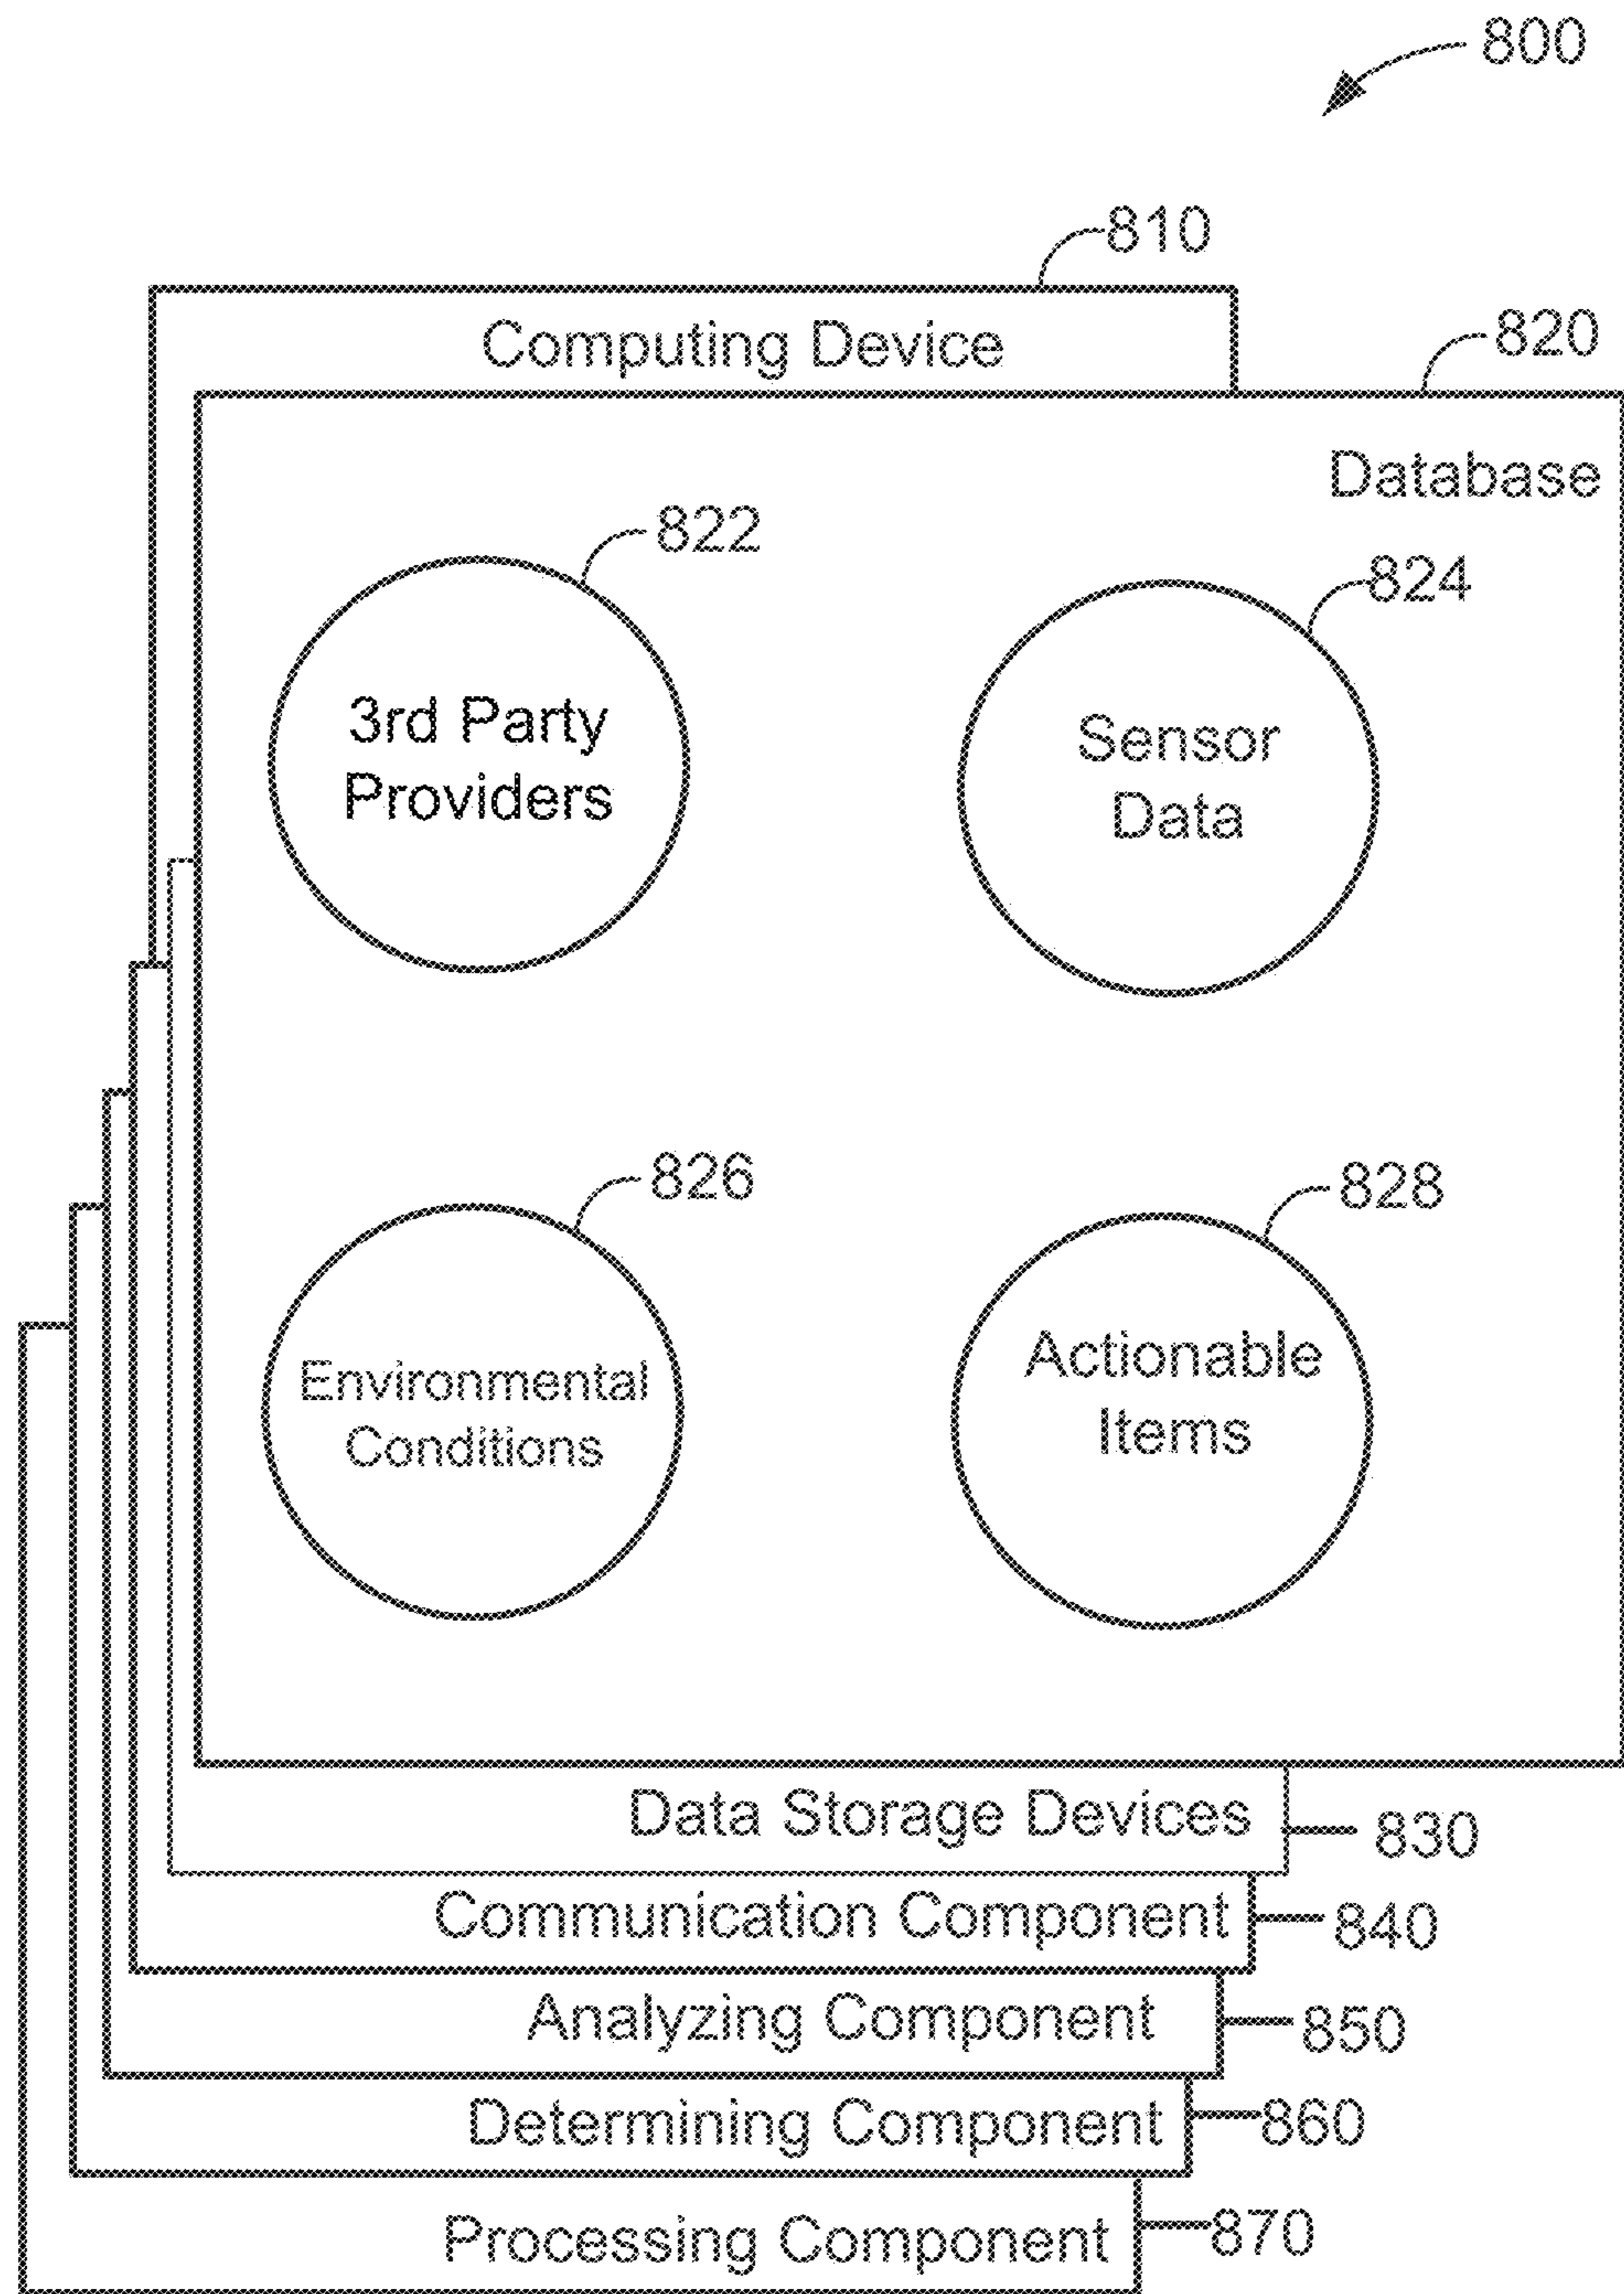 800
810
Computing Device
820
Database
822
3rd Party
Providers
824
Sensor
Data
826
Environmental
Conditions
828
Actionable
Items
Data Storage Devices
830
Communication Component
840
Analyzing Component
850
Determining Component
860
Processing Component
870